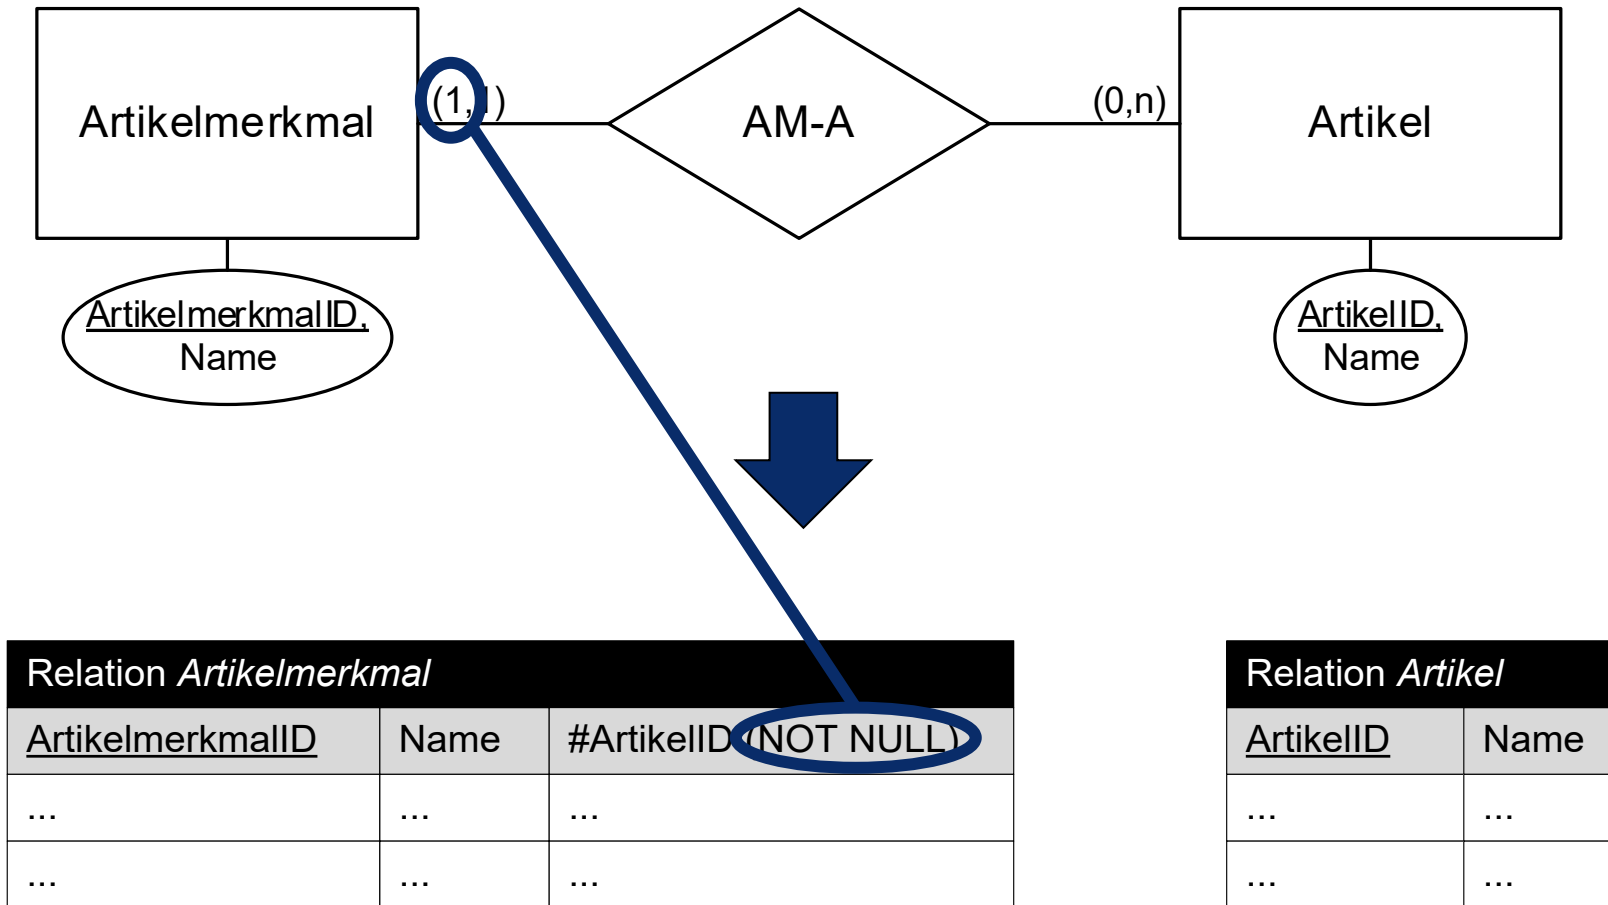 Artikelmerkmal
(1,1)
AM-A
(0,n)
Artikel
ArtikelmerkmalID,
Name
ArtikelID,
Name
Relation Artikelmerkmal
ArtikelmerkmalID Name #ArtikelID (NOT NULL)
... ... ...
... ... ...
Relation Artikel
ArtikelID Name
... ...
... ...